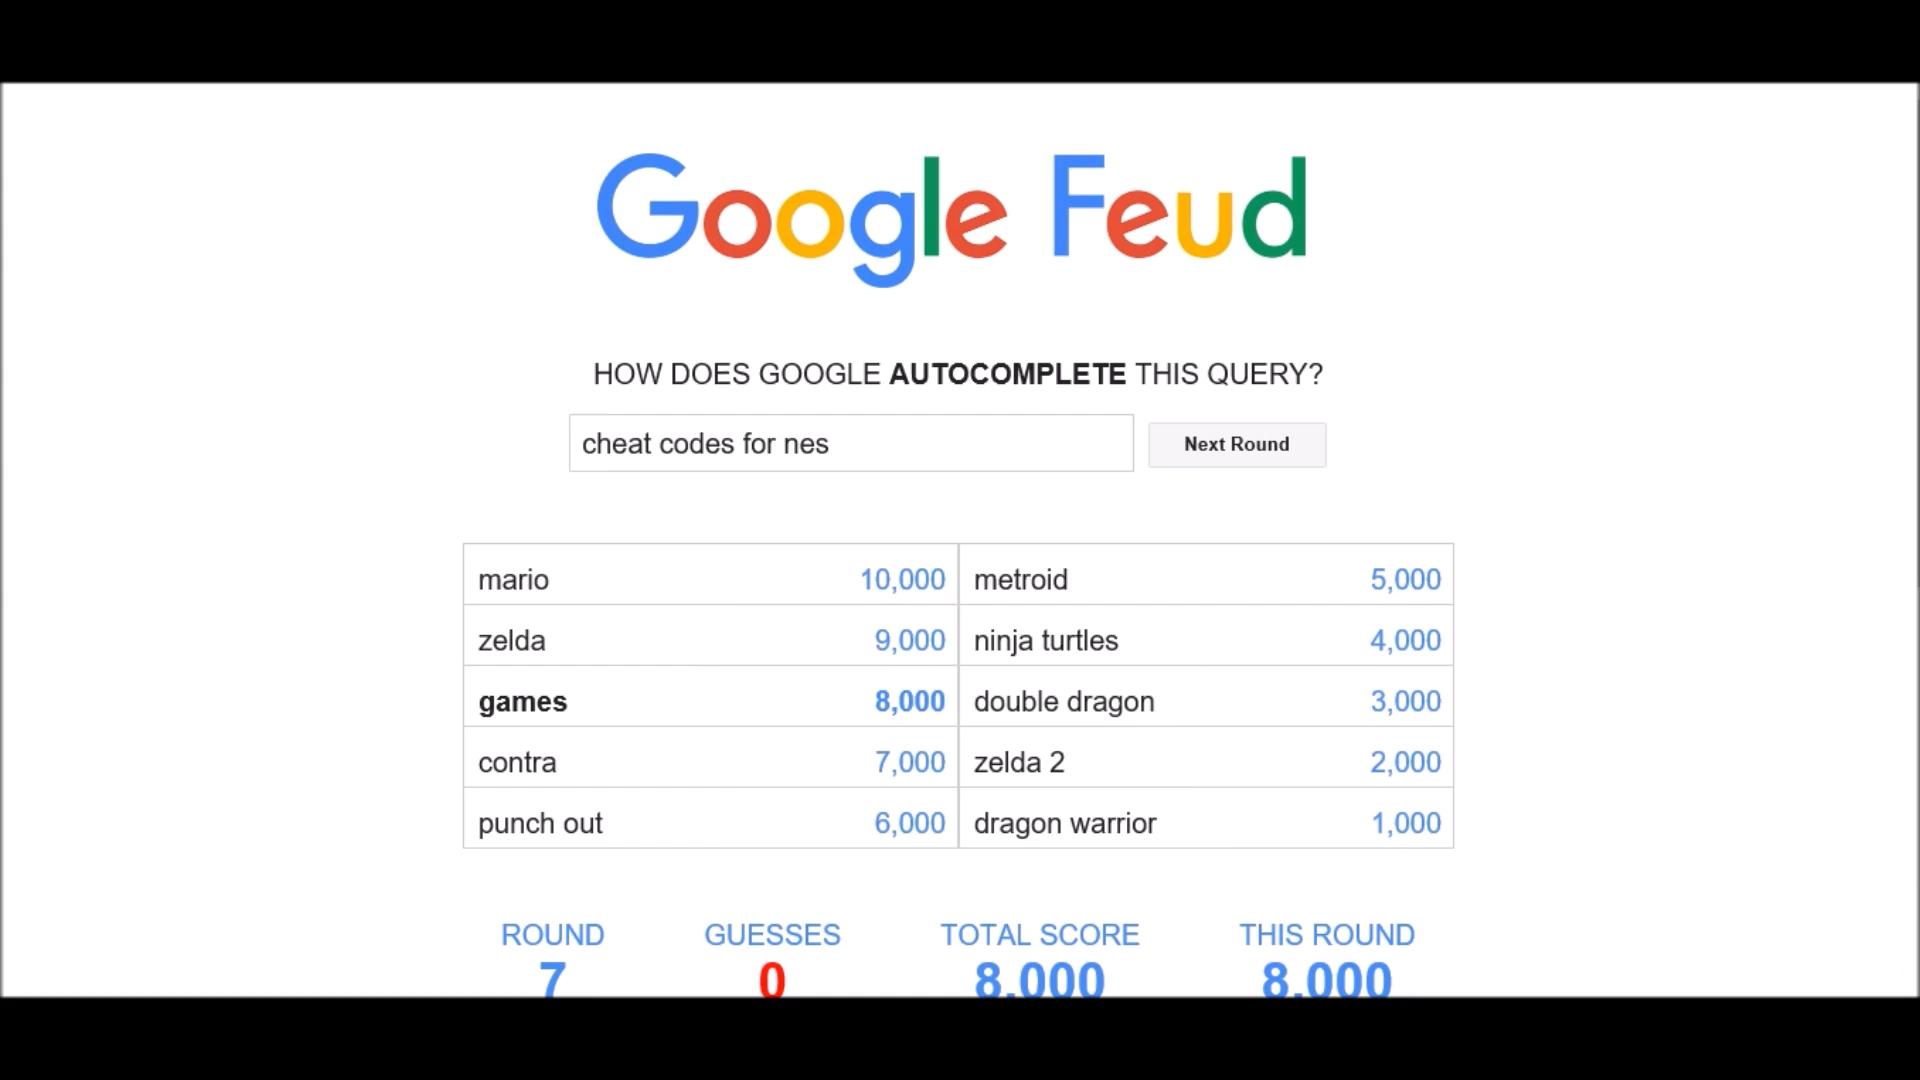 Google Feud
HOW DOES GOOGLE AUTOCOMPLETE THIS QUERY?
cheat codes for nes
Next Round
mario 10,000 metroid 5,000
zelda 9,000 ninja turtles 4,000
games 8,000 double dragon 3,000
contra 7,000 zelda 2 2,000
punch out 6,000 dragon warrior 1,000
ROUND GUESSES TOTAL SCORE THIS ROUND
7 0 8,000 8,000